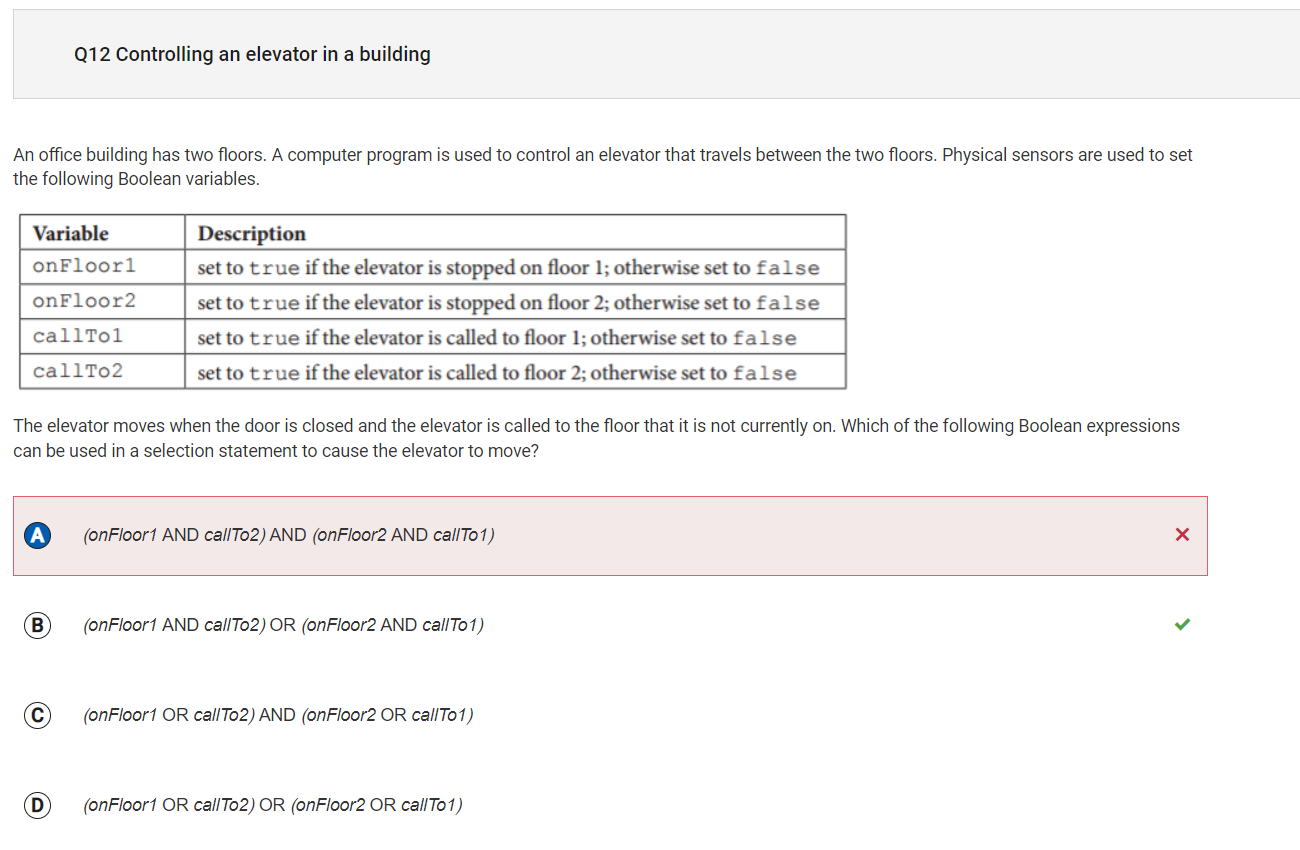 Q12 Controlling an elevator in a building
An office building has two floors. A computer program is used to control an elevator that travels between the two floors. Physical sensors are used to set
the following Boolean variables.
Variable Description
onFloor1 set to true if the elevator is stopped on floor 1; otherwise set to false
onFloor2 set to true if the elevator is stopped on floor 2; otherwise set to false
callTo1 set to true if the elevator is called to floor 1; otherwise set to false
callTo2 set to true if the elevator is called to floor 2; otherwise set to false
The elevator moves when the door is closed and the elevator is called to the floor that it is not currently on. Which of the following Boolean expressions
can be used in a selection statement to cause the elevator to move?
A (onFloor1 AND callTo2) AND (onFloor2 AND callTo1)
B (onFloor1 AND callTo2) OR (onFloor2 AND callTo1)
C (onFloor1 OR callTo2) AND (onFloor2 OR callTo1)
D (onFloor1 OR callTo2) OR (onFloor2 OR callTo1)